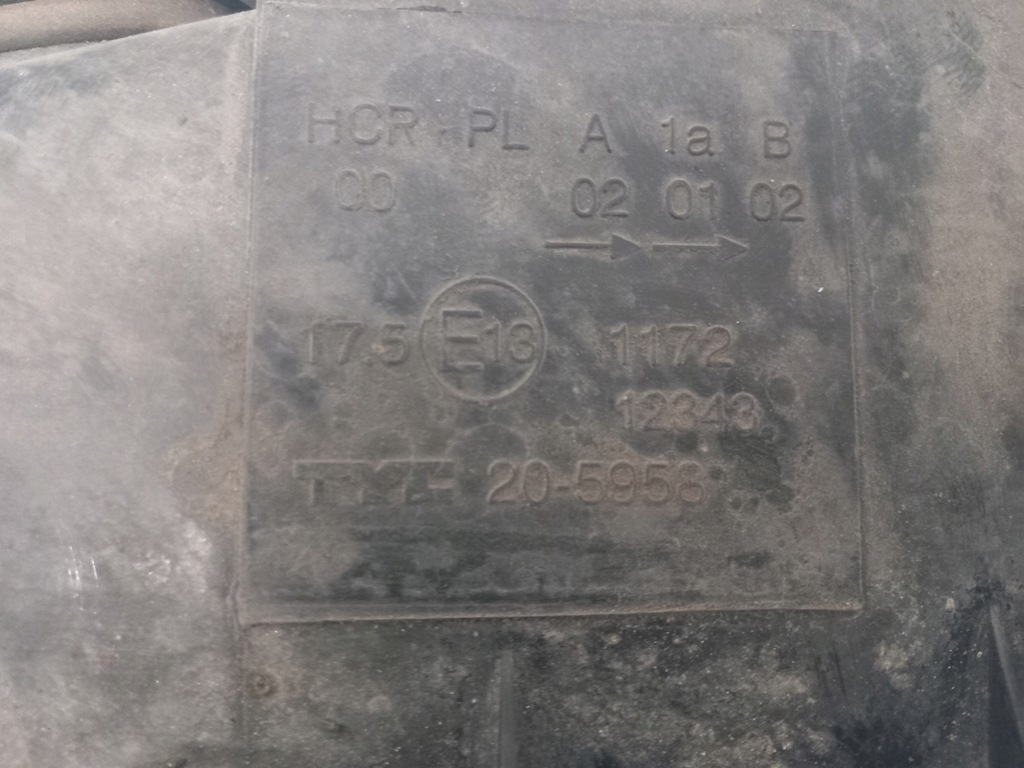 HCR PL A 1a B
00 02 01 02
17.5 E13 1172
12343
TYC 20-5958